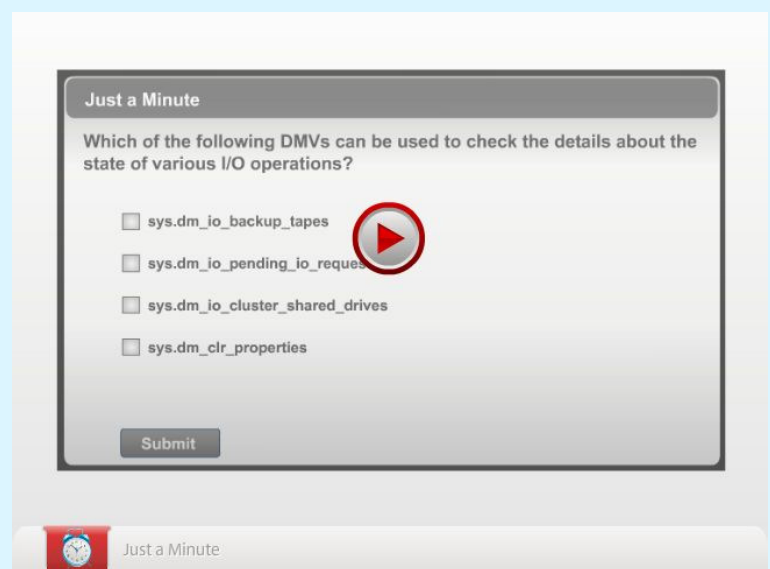 Just a Minute
Which of the following DMVs can be used to check the details about the
state of various I/O operations?
sys.dm_io_backup_tapes
sys.dm_io_pending_io_reques
sys.dm_io_cluster_shared_drives
sys.dm_clr_properties
Submit
Just a Minute